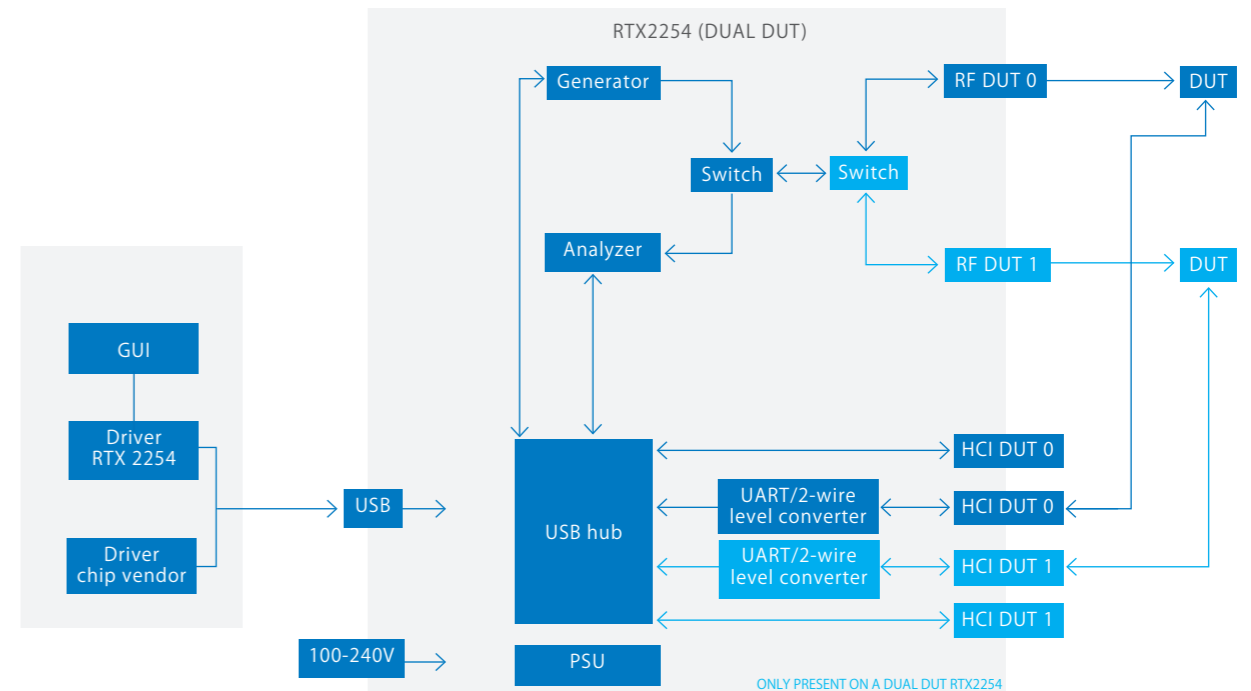 RTX2254 (DUAL DUT)
Generator
RF DUT 0
DUT
Switch
Switch
Analyzer
RF DUT 1
DUT
GUI
Driver
RTX 2254
HCI DUT 0
USB
USB hub
UART/2-wire
level converter
HCI DUT 0
Driver
chip vendor
UART/2-wire
level converter
HCI DUT 1
HCI DUT 1
100-240V
PSU
ONLY PRESENT ON A DUAL DUT RTX2254